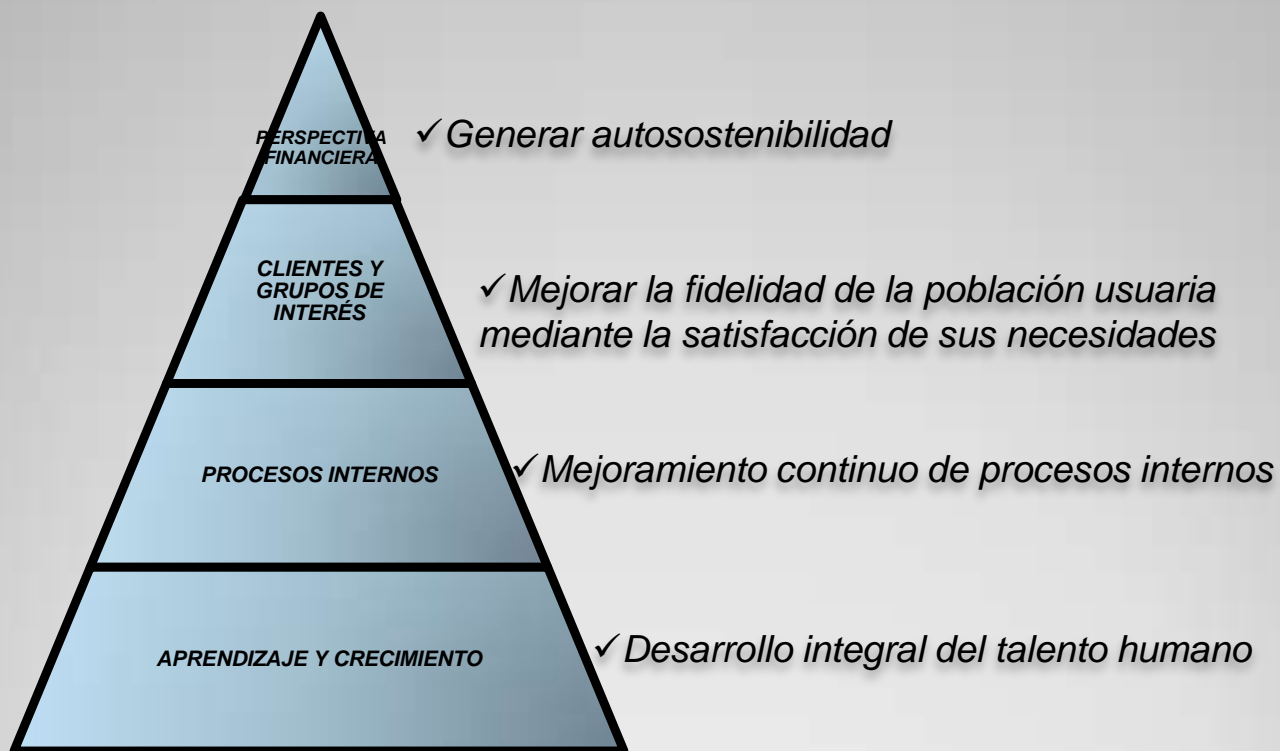 PERSPECTIVA
FINANCIERA
✓Generar autosostenibilidad
CLIENTES Y
GRUPOS DE
INTERÉS
✓Mejorar la fidelidad de la población usuaria
mediante la satisfacción de sus necesidades
PROCESOS INTERNOS
✓Mejoramiento continuo de procesos internos
APRENDIZAJE Y CRECIMIENTO
✓Desarrollo integral del talento humano